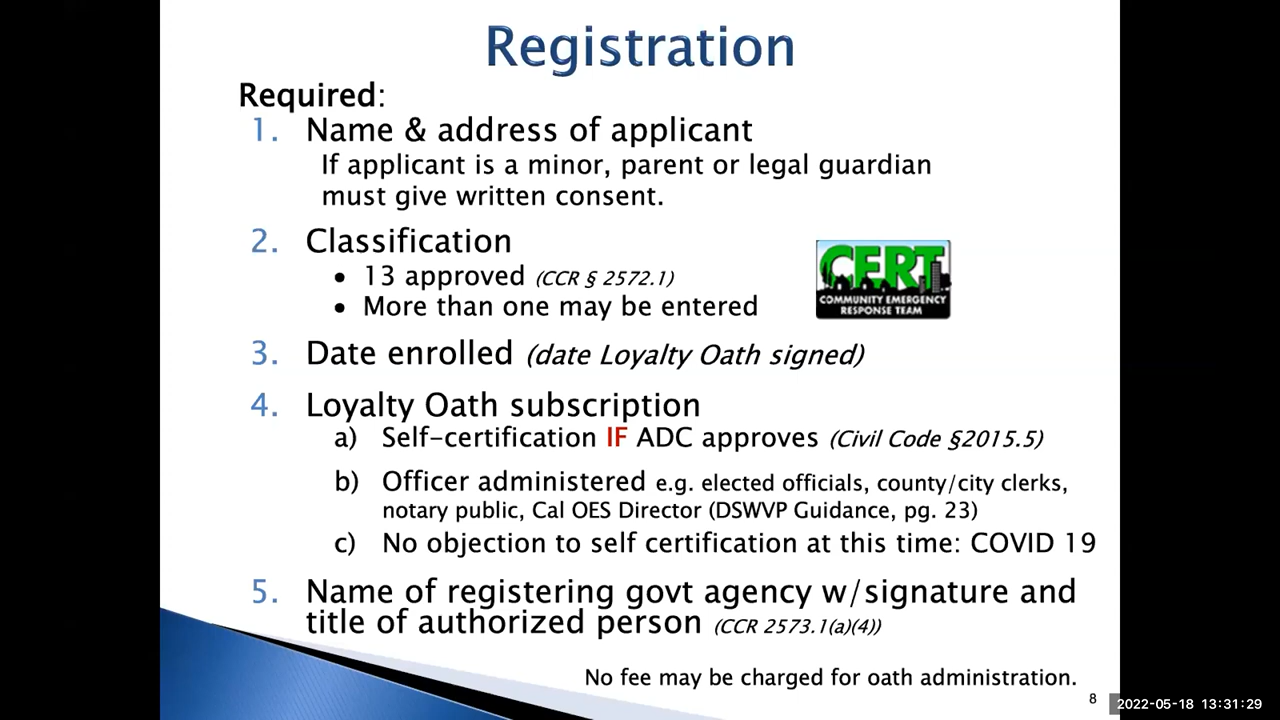 Registration
Required:
1. Name & address of applicant
If applicant is a minor, parent or legal guardian
must give written consent.
2. Classification
• 13 approved (CCR § 2572.1)
• More than one may be entered
CERT
COMMUNITY EMERGENCY
RESPONSE TEAM
3. Date enrolled (date Loyalty Oath signed)
4. Loyalty Oath subscription
a) Self-certification IF ADC approves (Civil Code §2015.5)
b) Officer administered e.g. elected officials, county/city clerks,
notary public, Cal OES Director (DSWVP Guidance, pg. 23)
c) No objection to self certification at this time: COVID 19
5. Name of registering govt agency w/signature and
title of authorized person (CCR 2573.1(a)(4))
No fee may be charged for oath administration.
8
2022-05-18 13:31:29